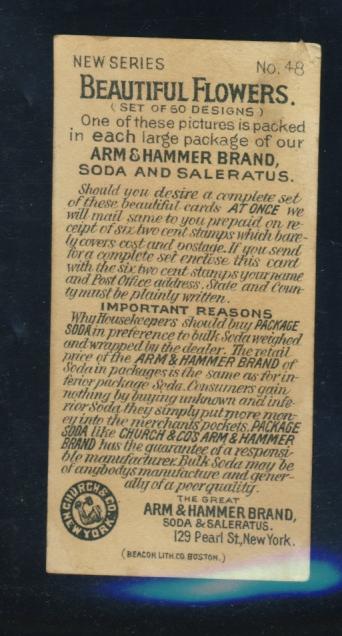 NEW SERIES No. 48
BEAUTIFUL FLOWERS.
(SET OF 60 DESIGNS)
One of these pictures is packed
in each large package of our
ARM & HAMMER BRAND,
SODA AND SALERATUS.
Should you desire a complete set
of these beautiful cards AT ONCE we
will mail same to you prepaid on re-
ceipt of six two cent stamps which bare-
ly covers cost and postage. If you send
for a complete set enclose this card
with the six two cent stamps your name
and Post Office address. State and Coun-
ty must be plainly written.
IMPORTANT REASONS
Why Housekeepers should buy PACKAGE
SODA in preference to bulk Soda weighed
and wrapped by the dealer. The retail
price of the ARM & HAMMER BRAND of
Soda in packages is the same as for in-
ferior package Soda. Consumers gain
nothing by buying unknown and infe-
rior Soda they simply put more mon-
ey into the merchants pockets. PACKAGE
SODA like CHURCH & CO'S ARM & HAMMER
BRAND has the guarantee of a responsi-
ble manufacturer. Bulk Soda may be
of anybodys manufacture and gener-
ally of a poor quality.
CHURCH & CO.
NEW YORK
THE GREAT
ARM & HAMMER BRAND,
SODA & SALERATUS.
129 Pearl St., New York.
(BEACON LITH. CO. BOSTON.)